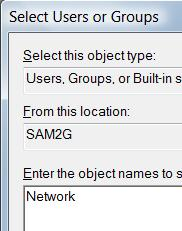 Select Users or Groups
Select this object type:
Users, Groups, or Built-in s
From this location:
SAM2G
Enter the object names to s
Network